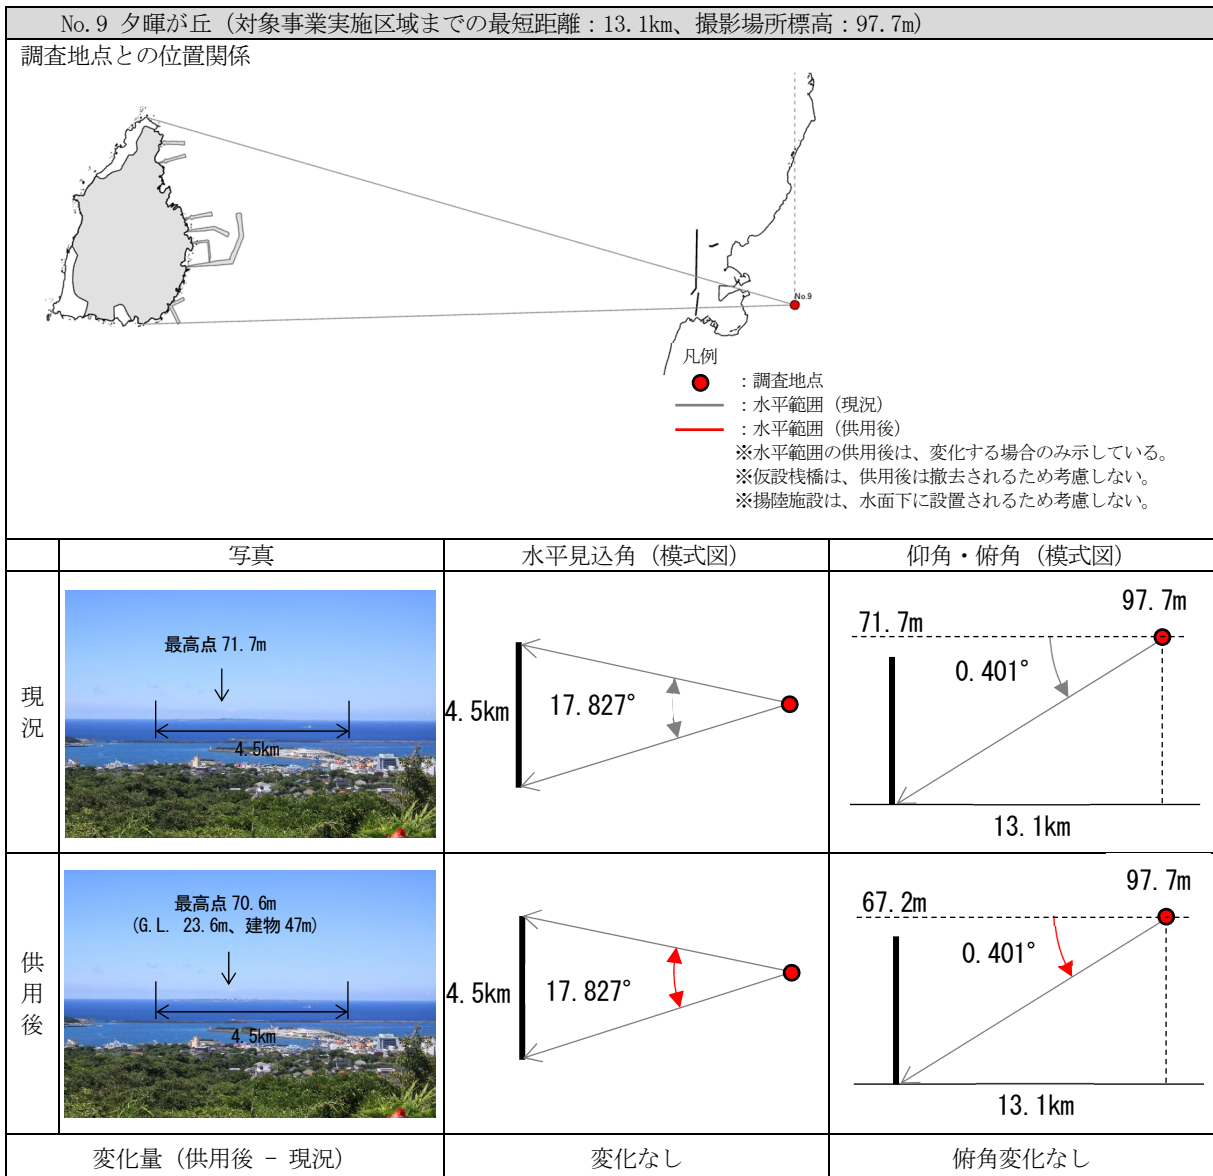 No.9 夕暉が丘（対象事業実施区域までの最短距離：13.1km、撮影場所標高：97.7m）
調査地点との位置関係
No.9
凡例
：調査地点
：水平範囲（現況）
：水平範囲（供用後）
※水平範囲の供用後は、変化する場合のみ示している。
※仮設桟橋は、供用後は撤去されるため考慮しない。
※揚陸施設は、水面下に設置されるため考慮しない。
写真
水平見込角（模式図）
仰角・俯角（模式図）
現況
最高点 71.7m
4.5km
4.5km
17.827°
71.7m
97.7m
0.401°
13.1km
供用後
最高点 70.6m
(G.L. 23.6m、建物 47m)
4.5km
4.5km
17.827°
67.2m
97.7m
0.401°
13.1km
変化量（供用後 － 現況）
変化なし
俯角変化なし